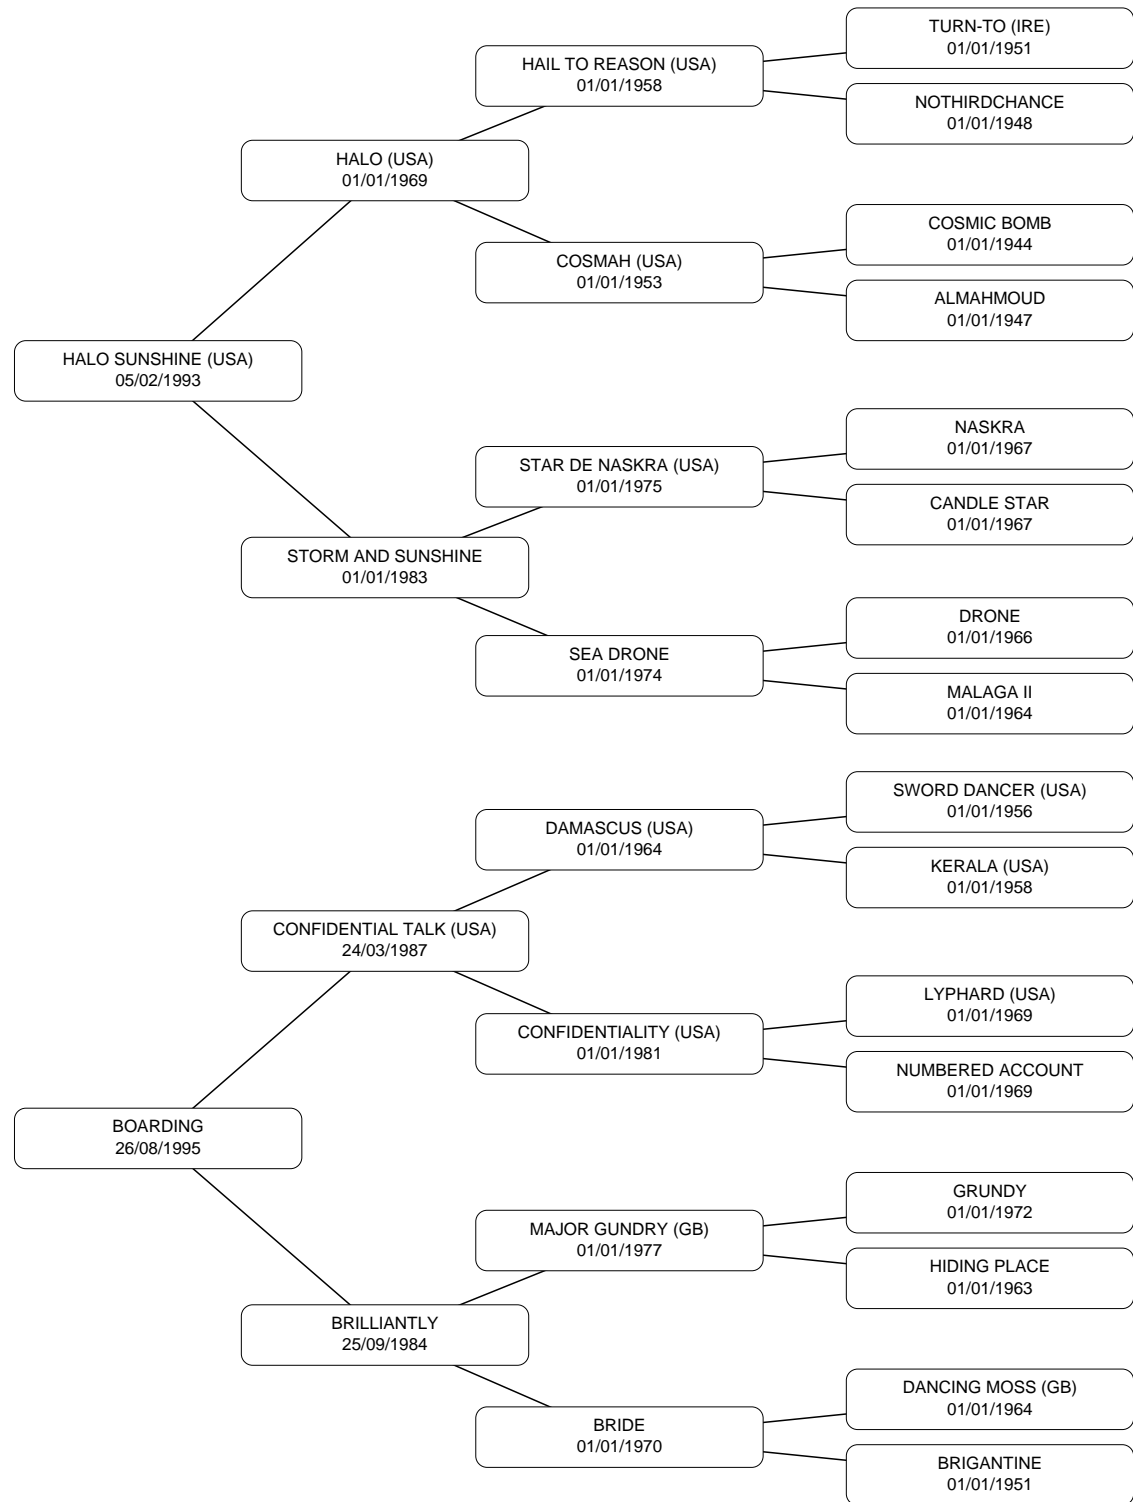 TURN-TO (IRE)
01/01/1951
HAIL TO REASON (USA)
01/01/1958
NOTHIRDCHANCE
01/01/1948
HALO (USA)
01/01/1969
COSMIC BOMB
01/01/1944
COSMAH (USA)
01/01/1953
ALMAHMOUD
01/01/1947
HALO SUNSHINE (USA)
05/02/1993
NASKRA
01/01/1967
STAR DE NASKRA (USA)
01/01/1975
CANDLE STAR
01/01/1967
STORM AND SUNSHINE
01/01/1983
DRONE
01/01/1966
SEA DRONE
01/01/1974
MALAGA II
01/01/1964
SWORD DANCER (USA)
01/01/1956
DAMASCUS (USA)
01/01/1964
KERALA (USA)
01/01/1958
CONFIDENTIAL TALK (USA)
24/03/1987
LYPHARD (USA)
01/01/1969
CONFIDENTIALITY (USA)
01/01/1981
NUMBERED ACCOUNT
01/01/1969
BOARDING
26/08/1995
GRUNDY
01/01/1972
MAJOR GUNDRY (GB)
01/01/1977
HIDING PLACE
01/01/1963
BRILLIANTLY
25/09/1984
DANCING MOSS (GB)
01/01/1964
BRIDE
01/01/1970
BRIGANTINE
01/01/1951